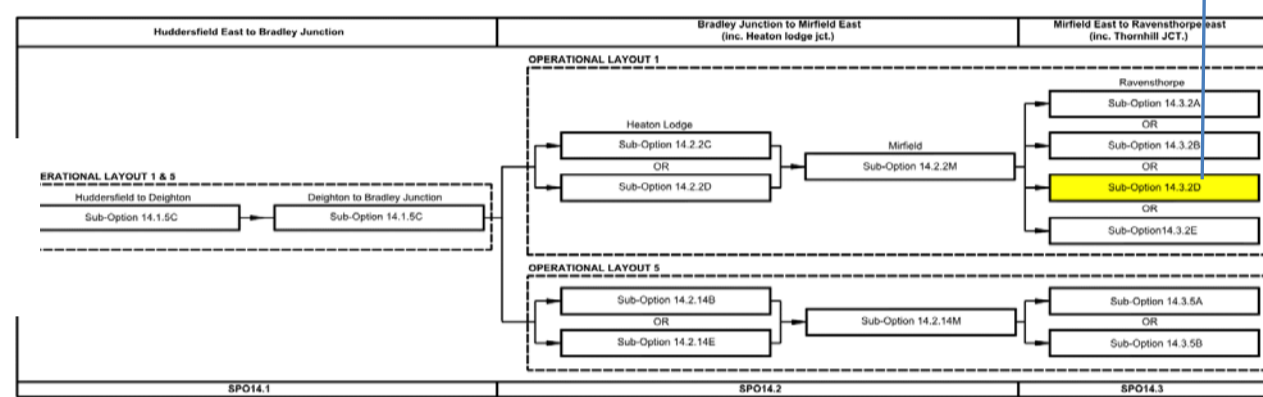 Huddersfield East to Bradley Junction
Bradley Junction to Mirfield East
(inc. Heaton lodge jct.)
Mirfield East to Ravensthorpe east
(inc. Thornhill JCT.)
OPERATIONAL LAYOUT 1
Ravensthorpe
Sub-Option 14.3.2A
OR
Sub-Option 14.3.2B
OR
Sub-Option 14.3.2D
OR
Sub-Option14.3.2E
Heaton Lodge
Sub-Option 14.2.2C
OR
Sub-Option 14.2.2D
Mirfield
Sub-Option 14.2.2M
ERATIONAL LAYOUT 1 & 5
Huddersfield to Deighton
Sub-Option 14.1.5C
Deighton to Bradley Junction
Sub-Option 14.1.5C
OPERATIONAL LAYOUT 5
Sub-Option 14.2.14B
OR
Sub-Option 14.2.14E
Sub-Option 14.2.14M
Sub-Option 14.3.5A
OR
Sub-Option 14.3.5B
SPO14.1
SPO14.2
SPO14.3